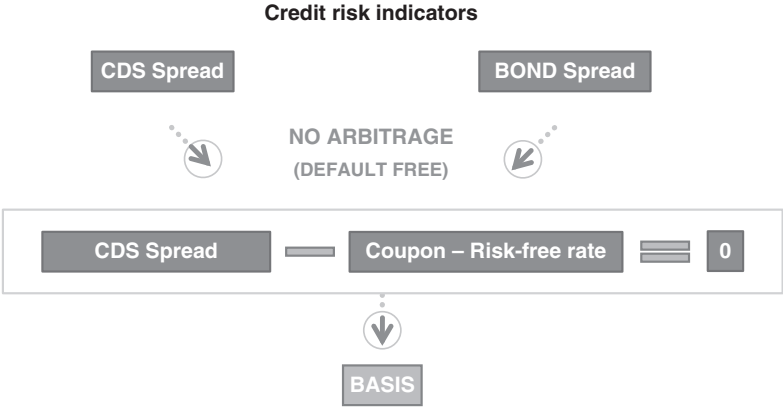 Credit risk indicators
CDS Spread
BOND Spread
NO ARBITRAGE
(DEFAULT FREE)
CDS Spread
Coupon – Risk-free rate
0
BASIS